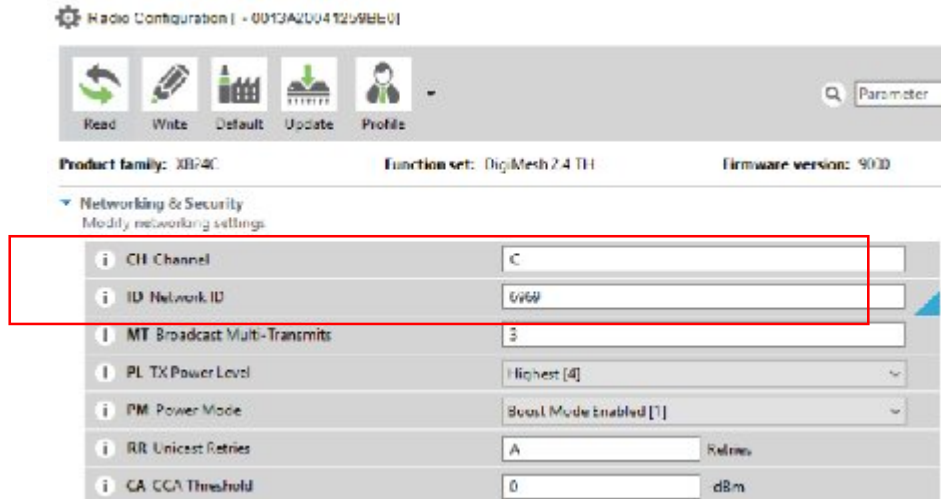 Radio Configuration [ - 0013A20041259BE0]
Read Write Default Update Profile
Parameter
Product family: XB24C Function set: DigiMesh 2.4 TH Firmware version: 9000
Networking & Security
Modify networking settings
i CH Channel C
i ID Network ID 6969
i MT Broadcast Multi-Transmits 3
i PL TX Power Level Highest [4]
i PM Power Mode Boost Mode Enabled [1]
i RR Unicast Retries A Retries
i CA CCA Threshold 0 -dBm